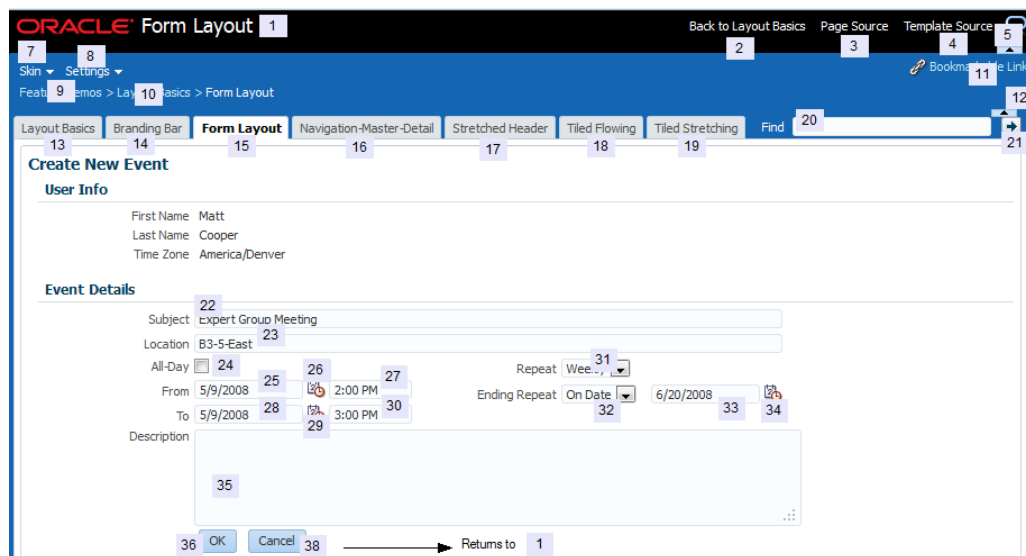 ORACLE Form Layout 1 Back to Layout Basics Page Source Template Source
2 3 4 5
7 8
Skin Settings Bookmarkable Link
9 10 11
Features Demos > Layout Basics > Form Layout
12
Layout Basics Branding Bar Form Layout Navigation-Master-Detail Stretched Header Tiled Flowing Tiled Stretching Find 20
13 14 15 16 17 18 19 21
Create New Event
User Info
First Name Matt
Last Name Cooper
Time Zone America/Denver
Event Details
22
Subject Expert Group Meeting
23
Location B3-5-East
All-Day 24 26 31
Repeat Weekly
From 5/9/2008 25 2:00 PM 27 Ending Repeat On Date 6/20/2008
28 29 30 32 33 34
To 5/9/2008 3:00 PM
Description
35
36 OK Cancel 38 Returns to 1